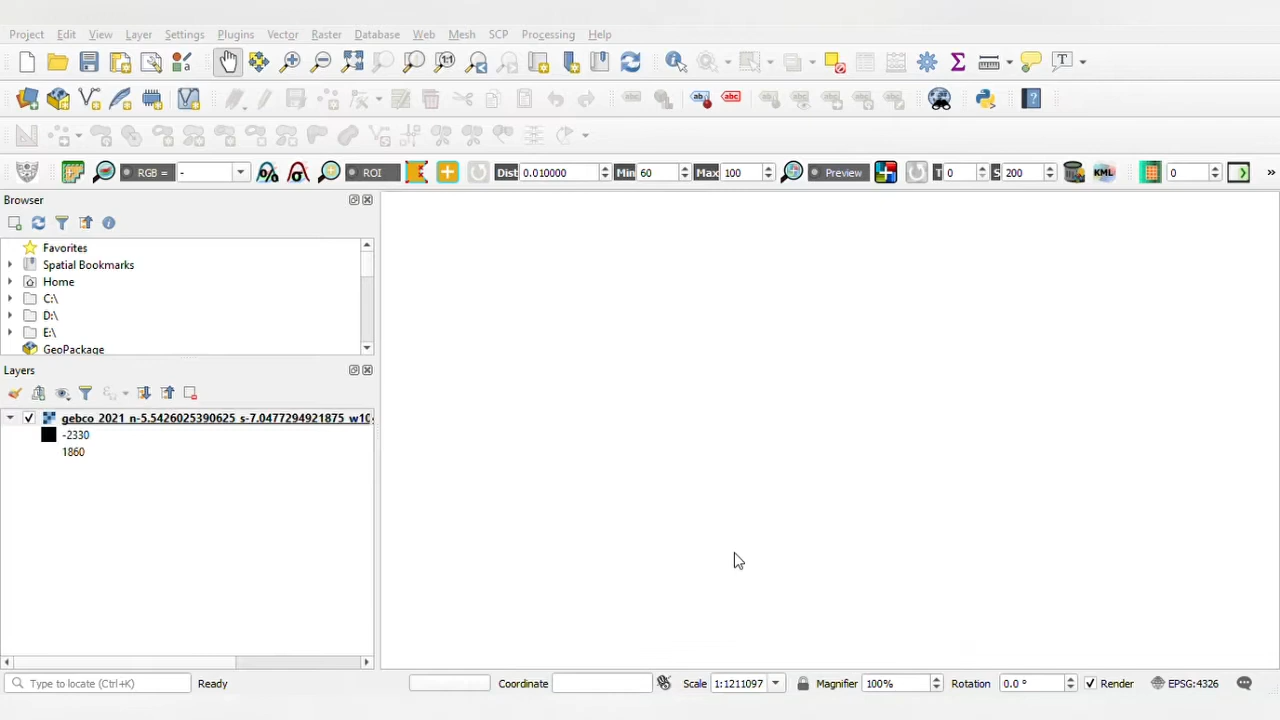 Project Edit View Layer Settings Plugins Vector Raster Database Web Mesh SCP Processing Help
RGB = ROI Dist 0.010000 Min 60 Max 100 Preview T 0 S 200 KML 0 »
Browser
Favorites
Spatial Bookmarks
Home
C:\
D:\
E:\
GeoPackage
Layers
gebco_2021_n-5.5426025390625_s-7.0477294921875_w10
-2330
1860
Type to locate (Ctrl+K) Ready Coordinate Scale 1:1211097 Magnifier 100% Rotation 0.0 ° Render EPSG:4326